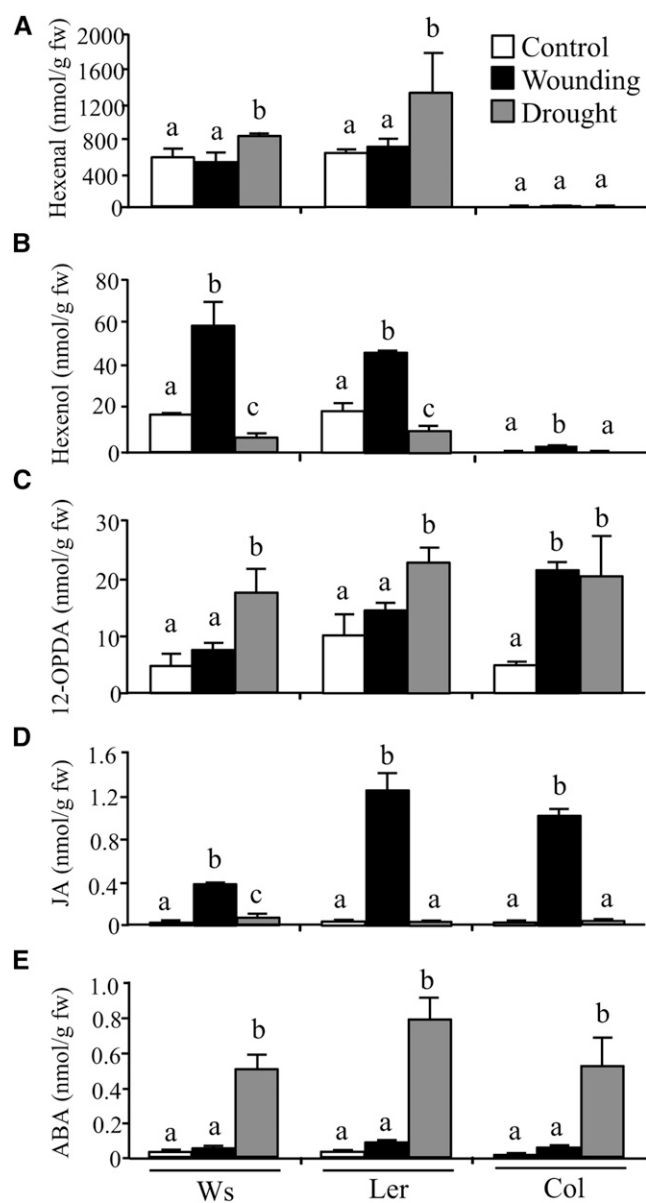 A
Hexenal (nmol/g fw)
2000
1600
1200
800
400
0
a a b
a a b
a a a
Control
Wounding
Drought
B
Hexenol (nmol/g fw)
80
60
40
20
0
a b c
a b c
a b a
C
12-OPDA (nmol/g fw)
30
20
10
0
a a b
a a b
a b b
D
JA (nmol/g fw)
1.6
1.2
0.8
0.4
0
a b c
a b a
a b a
E
ABA (nmol/g fw)
1.0
0.8
0.6
0.4
0.2
0
a a b
a a b
a a b
Ws Ler Col